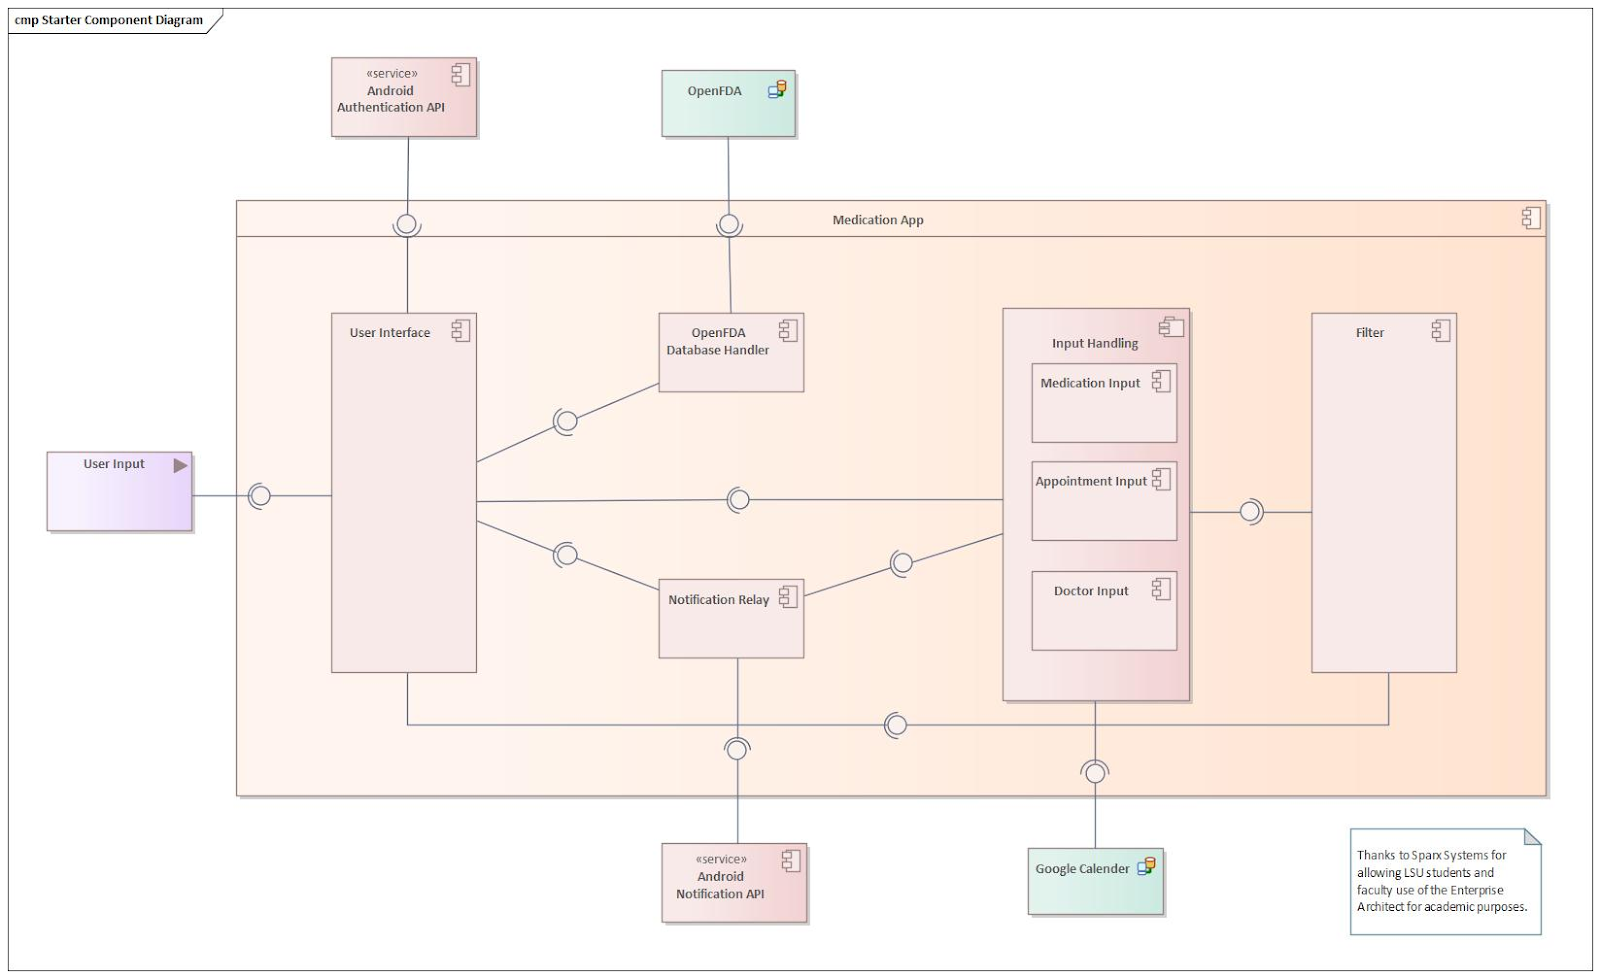 cmp Starter Component Diagram
«service»
Android
Authentication API
OpenFDA
Medication App
User Interface
OpenFDA
Database Handler
Input Handling
Filter
Medication Input
User Input
Appointment Input
Doctor Input
Notification Relay
«service»
Android
Notification API
Google Calender
Thanks to Sparx Systems for
allowing LSU students and
faculty use of the Enterprise
Architect for academic purposes.